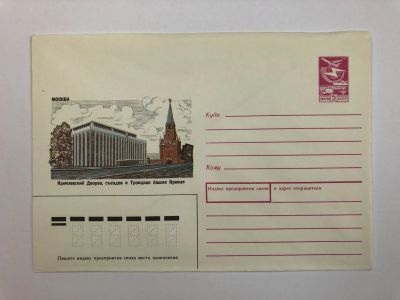 МОСКВА
Кремлевский Дворец съездов и Троицкая башня Кремля
Куда
Кому
Индекс предприятия связи и адрес отправителя
Пишите индекс предприятия связи места назначения